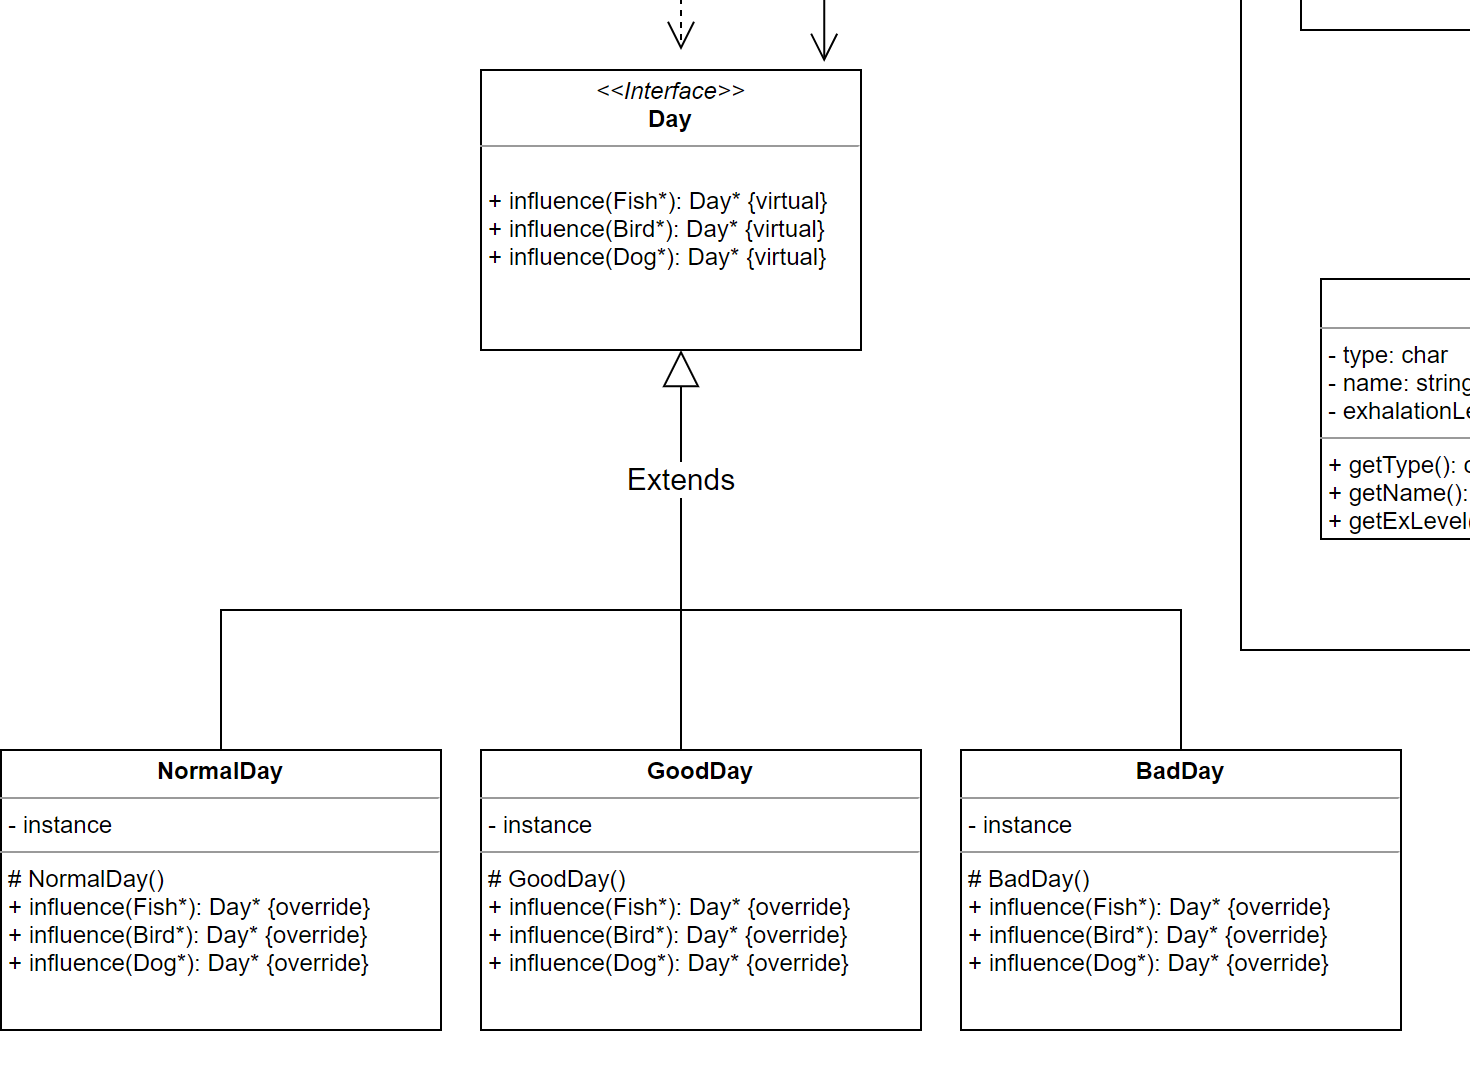 <<Interface>>
Day
+ influence(Fish*): Day* {virtual}
+ influence(Bird*): Day* {virtual}
+ influence(Dog*): Day* {virtual}
- type: char
- name: string
- 
+ getType():
+ getName():
+ 
Extends
NormalDay
- instance
# NormalDay()
+ influence(Fish*): Day* {override}
+ influence(Bird*): Day* {override}
+ influence(Dog*): Day* {override}
GoodDay
- instance
# GoodDay()
+ influence(Fish*): Day* {override}
+ influence(Bird*): Day* {override}
+ influence(Dog*): Day* {override}
BadDay
- instance
# BadDay()
+ influence(Fish*): Day* {override}
+ influence(Bird*): Day* {override}
+ influence(Dog*): Day* {override}